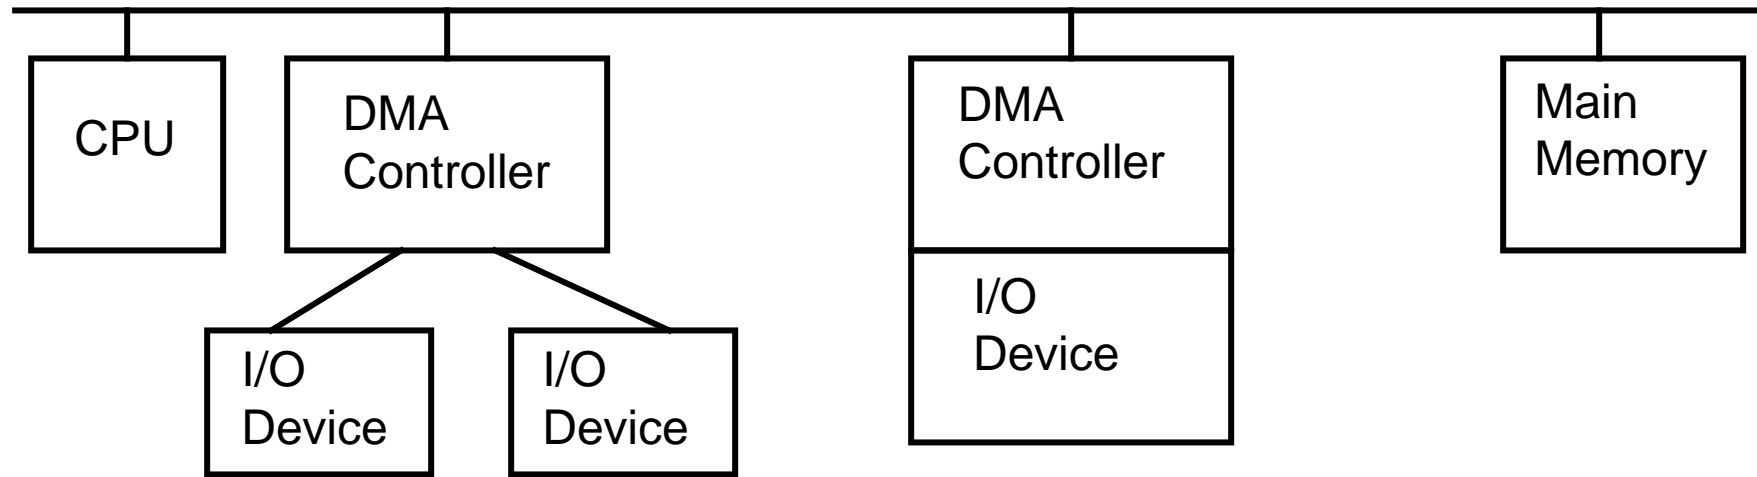 CPU
DMA
Controller
DMA
Controller
Main
Memory
I/O
Device
I/O
Device
I/O
Device